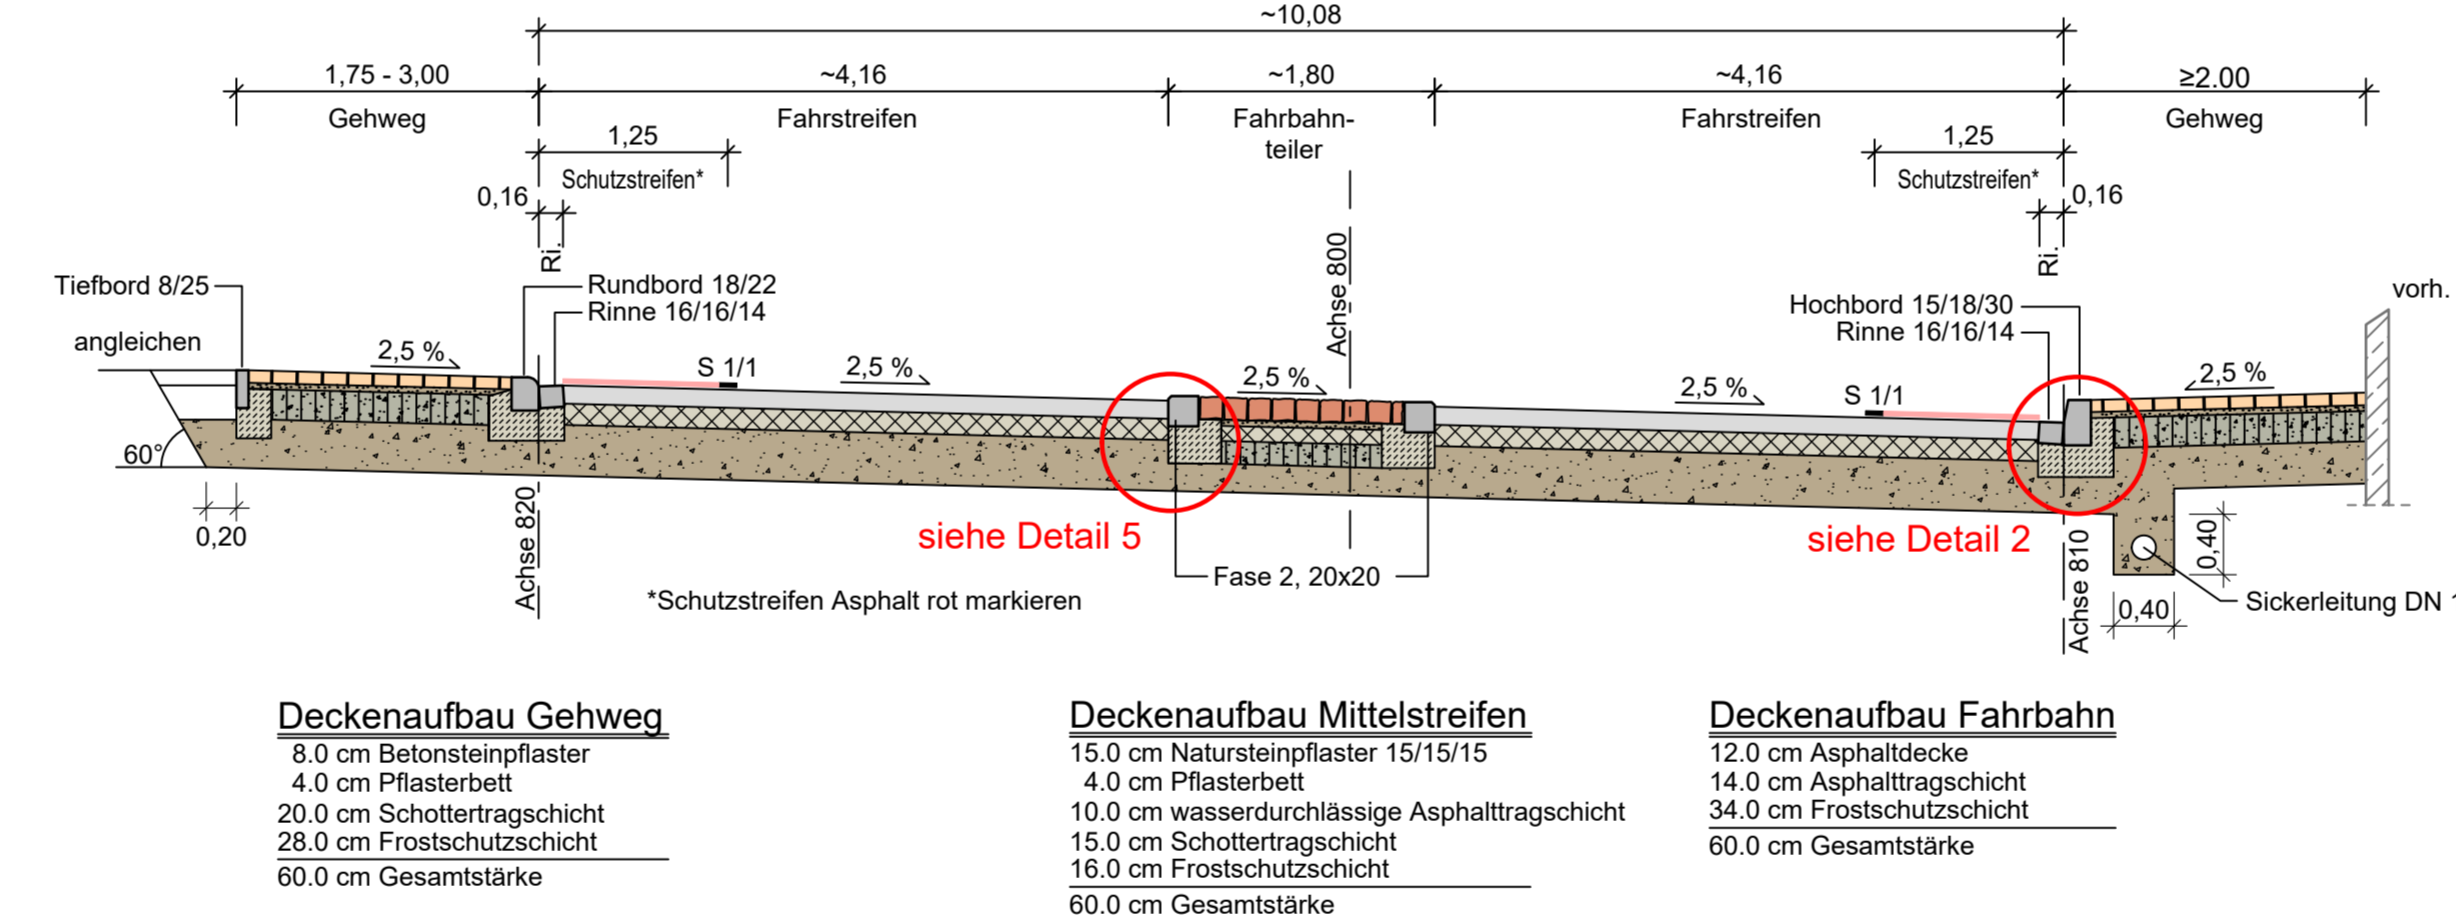 ~10,08
1,75 - 3,00
~4,16
~1,80
~4,16
≥2.00
Gehweg
Fahrstreifen
Fahrbahn-
teiler
Fahrstreifen
Gehweg
1,25
1,25
Schutzstreifen*
Schutzstreifen*
0,16
0,16
Ri.
Ri.
Achse 800
Tiefbord 8/25
Rundbord 18/22
Rinne 16/16/14
Hochbord 15/18/30
Rinne 16/16/14
vorh.
angleichen
2,5 %
S 1/1
2,5 %
2,5 %
2,5 %
S 1/1
2,5 %
60°
0,20
Achse 820
siehe Detail 5
siehe Detail 2
Fase 2, 20x20
*Schutzstreifen Asphalt rot markieren
Achse 810
0,40
0,40
Sickerleitung DN
Deckenaufbau Gehweg
8.0 cm Betonsteinpflaster
4.0 cm Pflasterbett
20.0 cm Schottertragschicht
28.0 cm Frostschutzschicht
60.0 cm Gesamtstärke
Deckenaufbau Mittelstreifen
15.0 cm Natursteinpflaster 15/15/15
4.0 cm Pflasterbett
10.0 cm wasserdurchlässige Asphalttragschicht
15.0 cm Schottertragschicht
16.0 cm Frostschutzschicht
60.0 cm Gesamtstärke
Deckenaufbau Fahrbahn
12.0 cm Asphaltdecke
14.0 cm Asphalttragschicht
34.0 cm Frostschutzschicht
60.0 cm Gesamtstärke